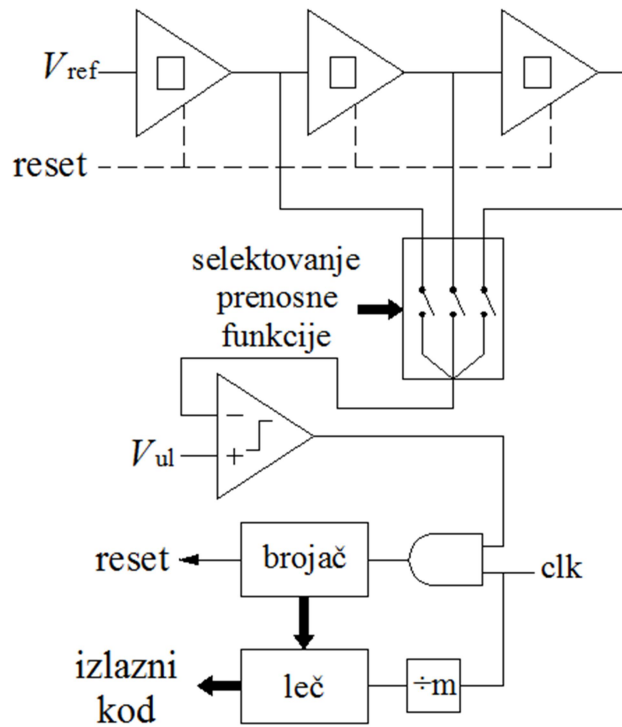 Vref
reset
selektovanje
prenosne
funkcije
−
Vul
+
reset
brojač
clk
izlazni
kod
leč
÷m